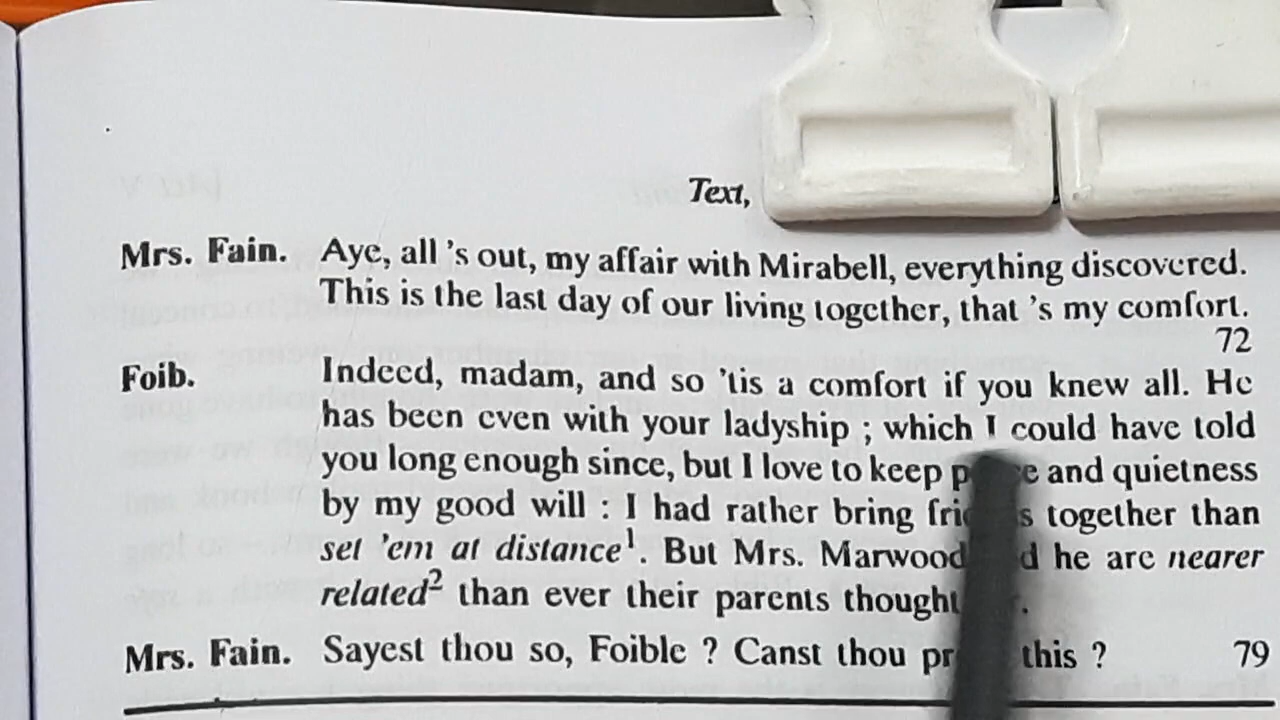 Text,
Mrs. Fain. Aye, all 's out, my affair with Mirabell, everything discovered.
This is the last day of our living together, that 's my comfort.
72
Foib. Indeed, madam, and so 'tis a comfort if you knew all. He
has been even with your ladyship ; which I could have told
you long enough since, but I love to keep and quietness
by my good will : I had rather bring together than
set 'em at distance¹. But Mrs. Marwood he are nearer
related² than ever their parents thought
Mrs. Fain. Sayest thou so, Foible ? Canst thou this ? 79